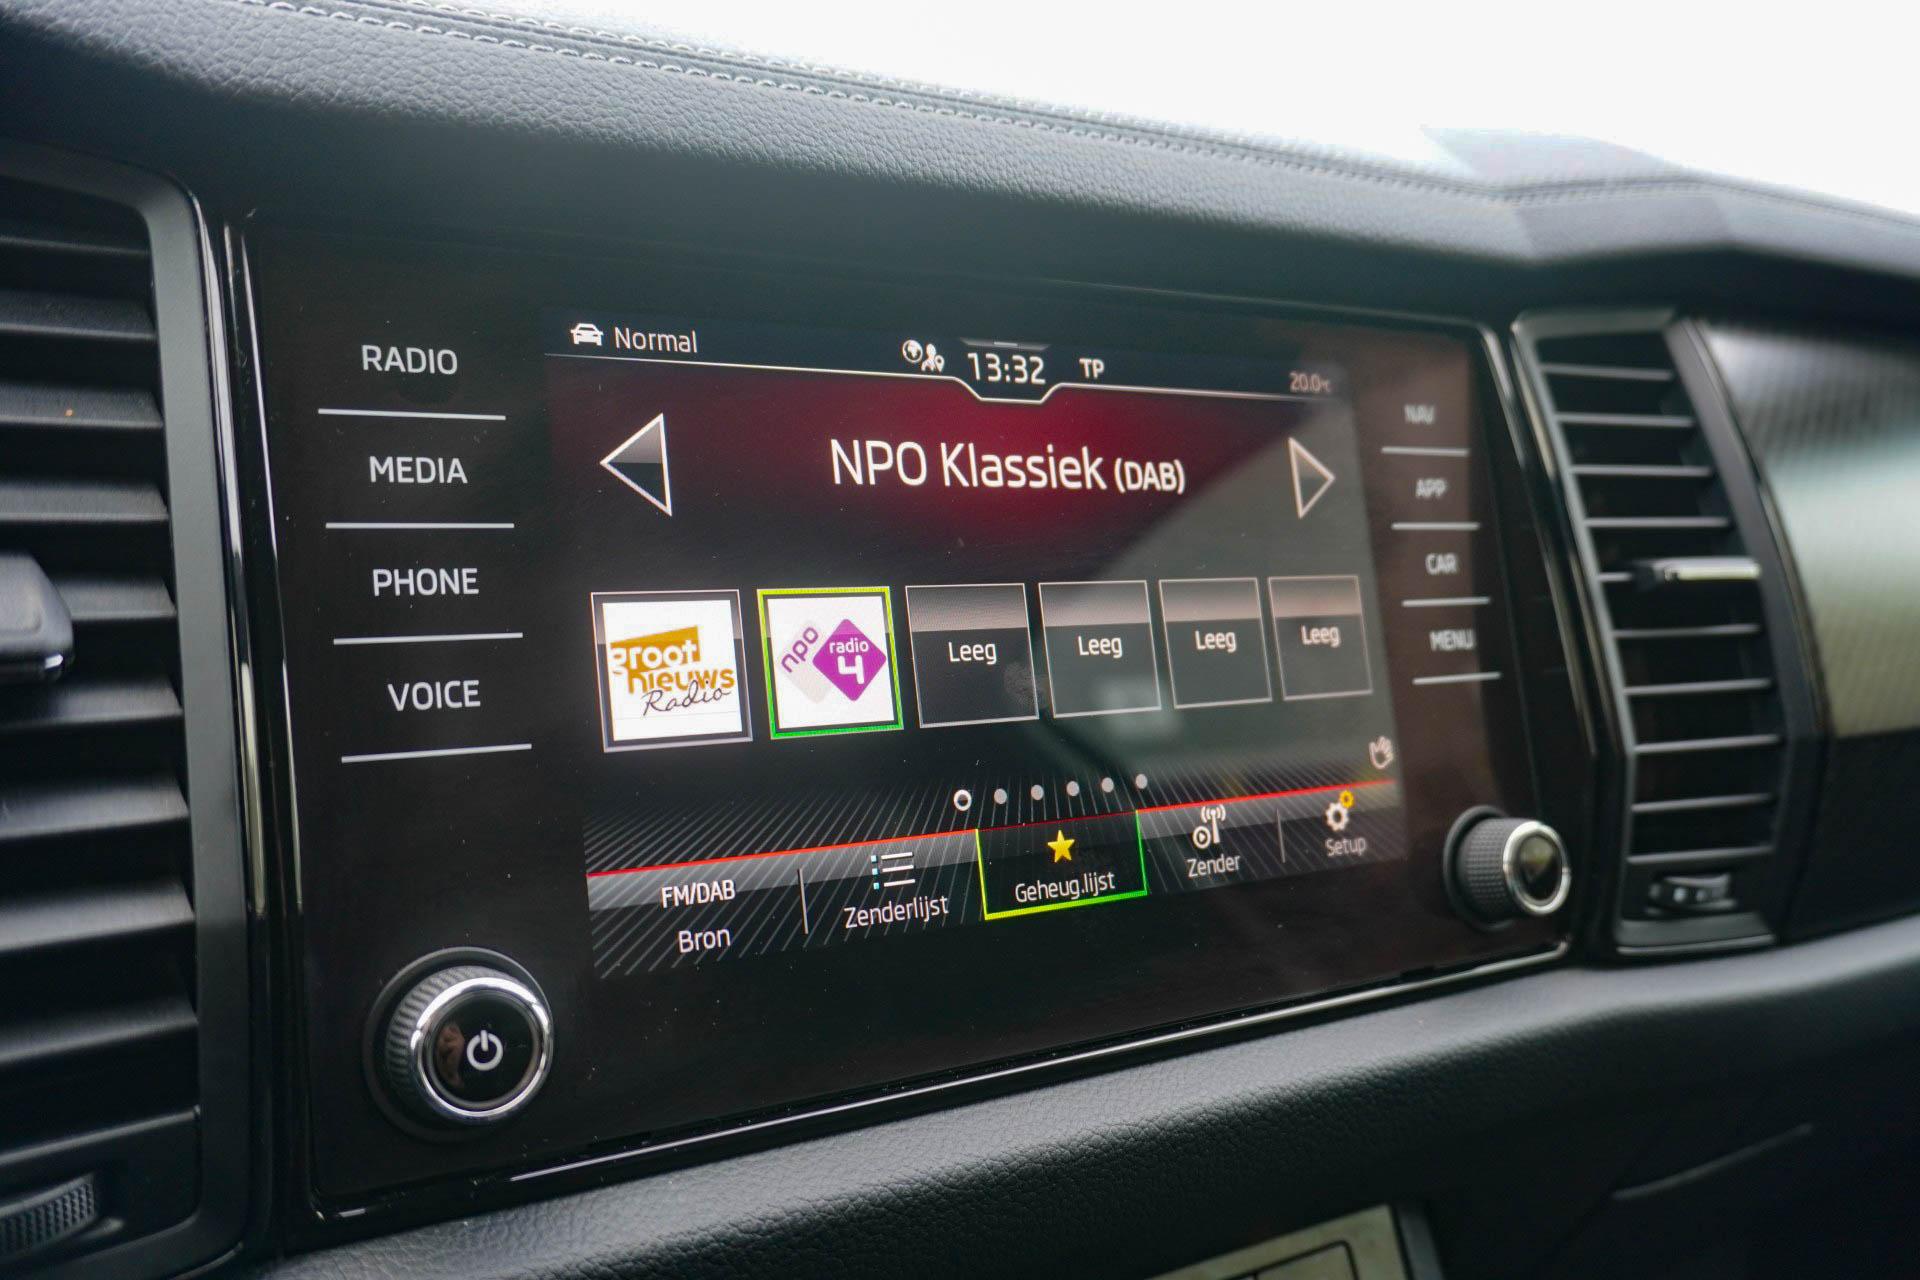 RADIO
MEDIA
PHONE
VOICE
Normal
13:32
TP
20.0°C
NPO Klassiek (DAB)
groot
nieuws
Radio
npo
radio
4
Leeg
Leeg
Leeg
Leeg
FM/DAB
Bron
Zenderlijst
Geheug.lijst
Zender
Setup
NAV
APP
CAR
MENU